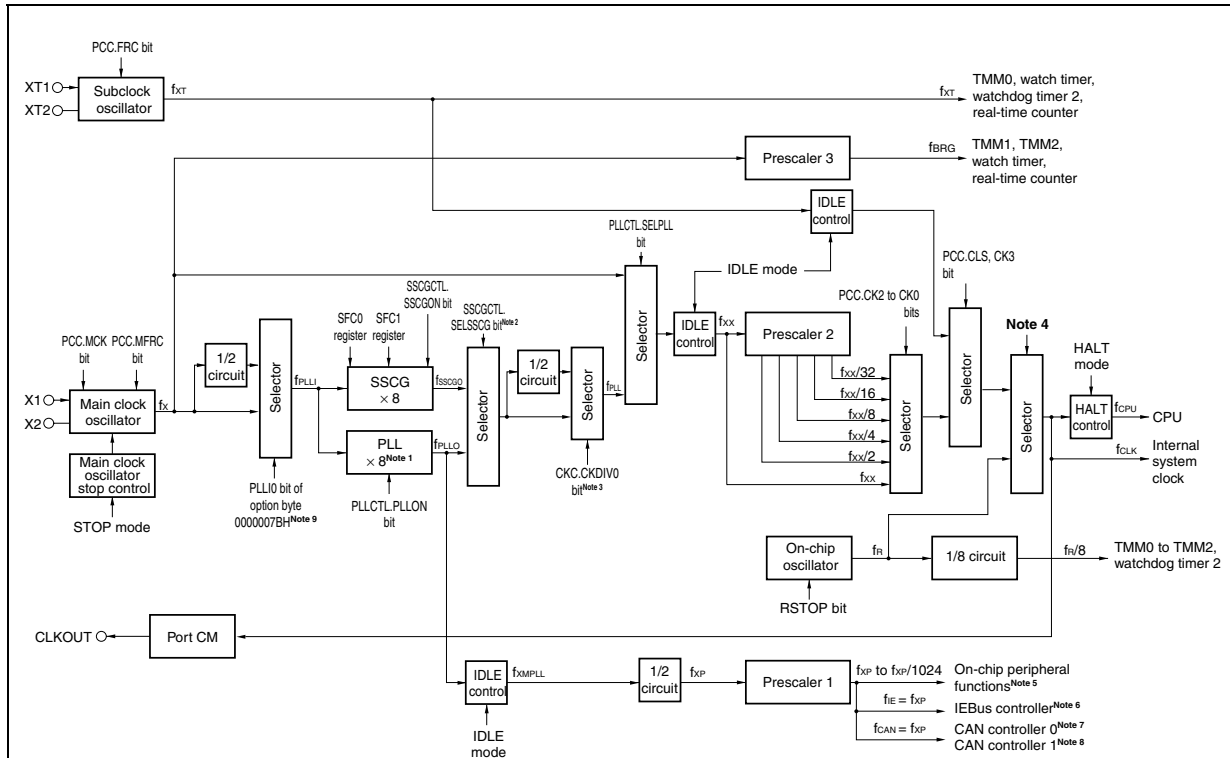 PCC.FRC bit
XT1
XT2
Subclock
oscillator
fXT
fXT
TMM0, watch timer,
watchdog timer 2,
real-time counter
Prescaler 3
fBRG
TMM1, TMM2,
watch timer,
real-time counter
IDLE
control
IDLE mode
PLLCTL.SELPLL
bit
Selector
PCC.CLS, CK3
bit
PCC.CK2 to CK0
bits
SSCGCTL.
SSCGON bit
SFC0
register
SFC1
register
SSCGCTL.
SELSSCG bit Note 2
PCC.MCK
bit
PCC.MFRC
bit
X1
X2
Main clock
oscillator
fX
1/2
circuit
Selector
fPLLI
SSCG
× 8
fSSCGO
PLL
× 8 Note 1
fPLLO
Selector
1/2
circuit
Selector
fPLL
IDLE
control
fXX
Prescaler 2
fXX/32
fXX/16
fXX/8
fXX/4
fXX/2
fXX
Selector
Selector
Note 4
Selector
HALT
mode
HALT
control
fCPU
CPU
fCLK
Internal
system
clock
Main clock
oscillator
stop control
STOP mode
PLLI0 bit of
option byte
0000007BH Note 9
PLLCTL.PLLON
bit
CKC.CKDIV0
bit Note 3
On-chip
oscillator
fR
1/8 circuit
fR/8
TMM0 to TMM2,
watchdog timer 2
RSTOP bit
CLKOUT
Port CM
IDLE
control
fXMPLL
1/2
circuit
fXP
Prescaler 1
fXP to fXP/1024
On-chip peripheral
functions Note 5
fIE = fXP
IEBus controller Note 6
fCAN = fXP
CAN controller 0 Note 7
CAN controller 1 Note 8
IDLE
mode